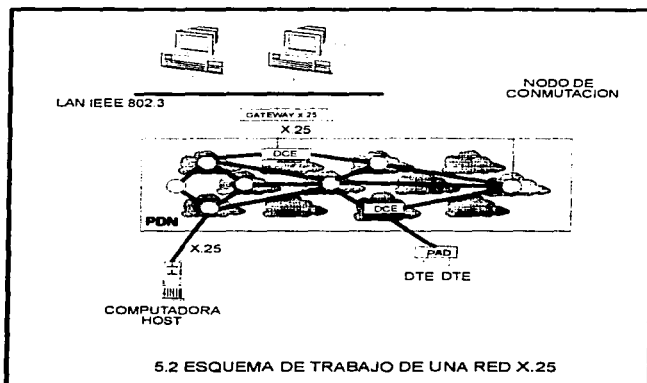 NODO DE
CONMUTACION
LAN IEEE 802.3
GATEWAY X 25
X.25
DCE
DCE
PDN
X.25
PAD
DTE DTE
COMPUTADORA
HOST
5.2 ESQUEMA DE TRABAJO DE UNA RED X.25